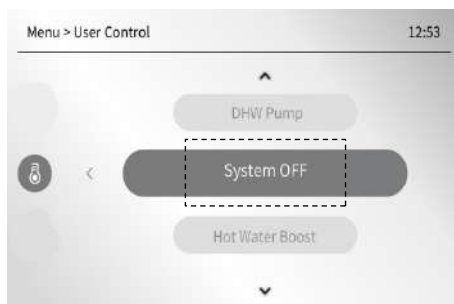 Menu > User Control 12:53
DHW Pump
System OFF
Hot Water Boost